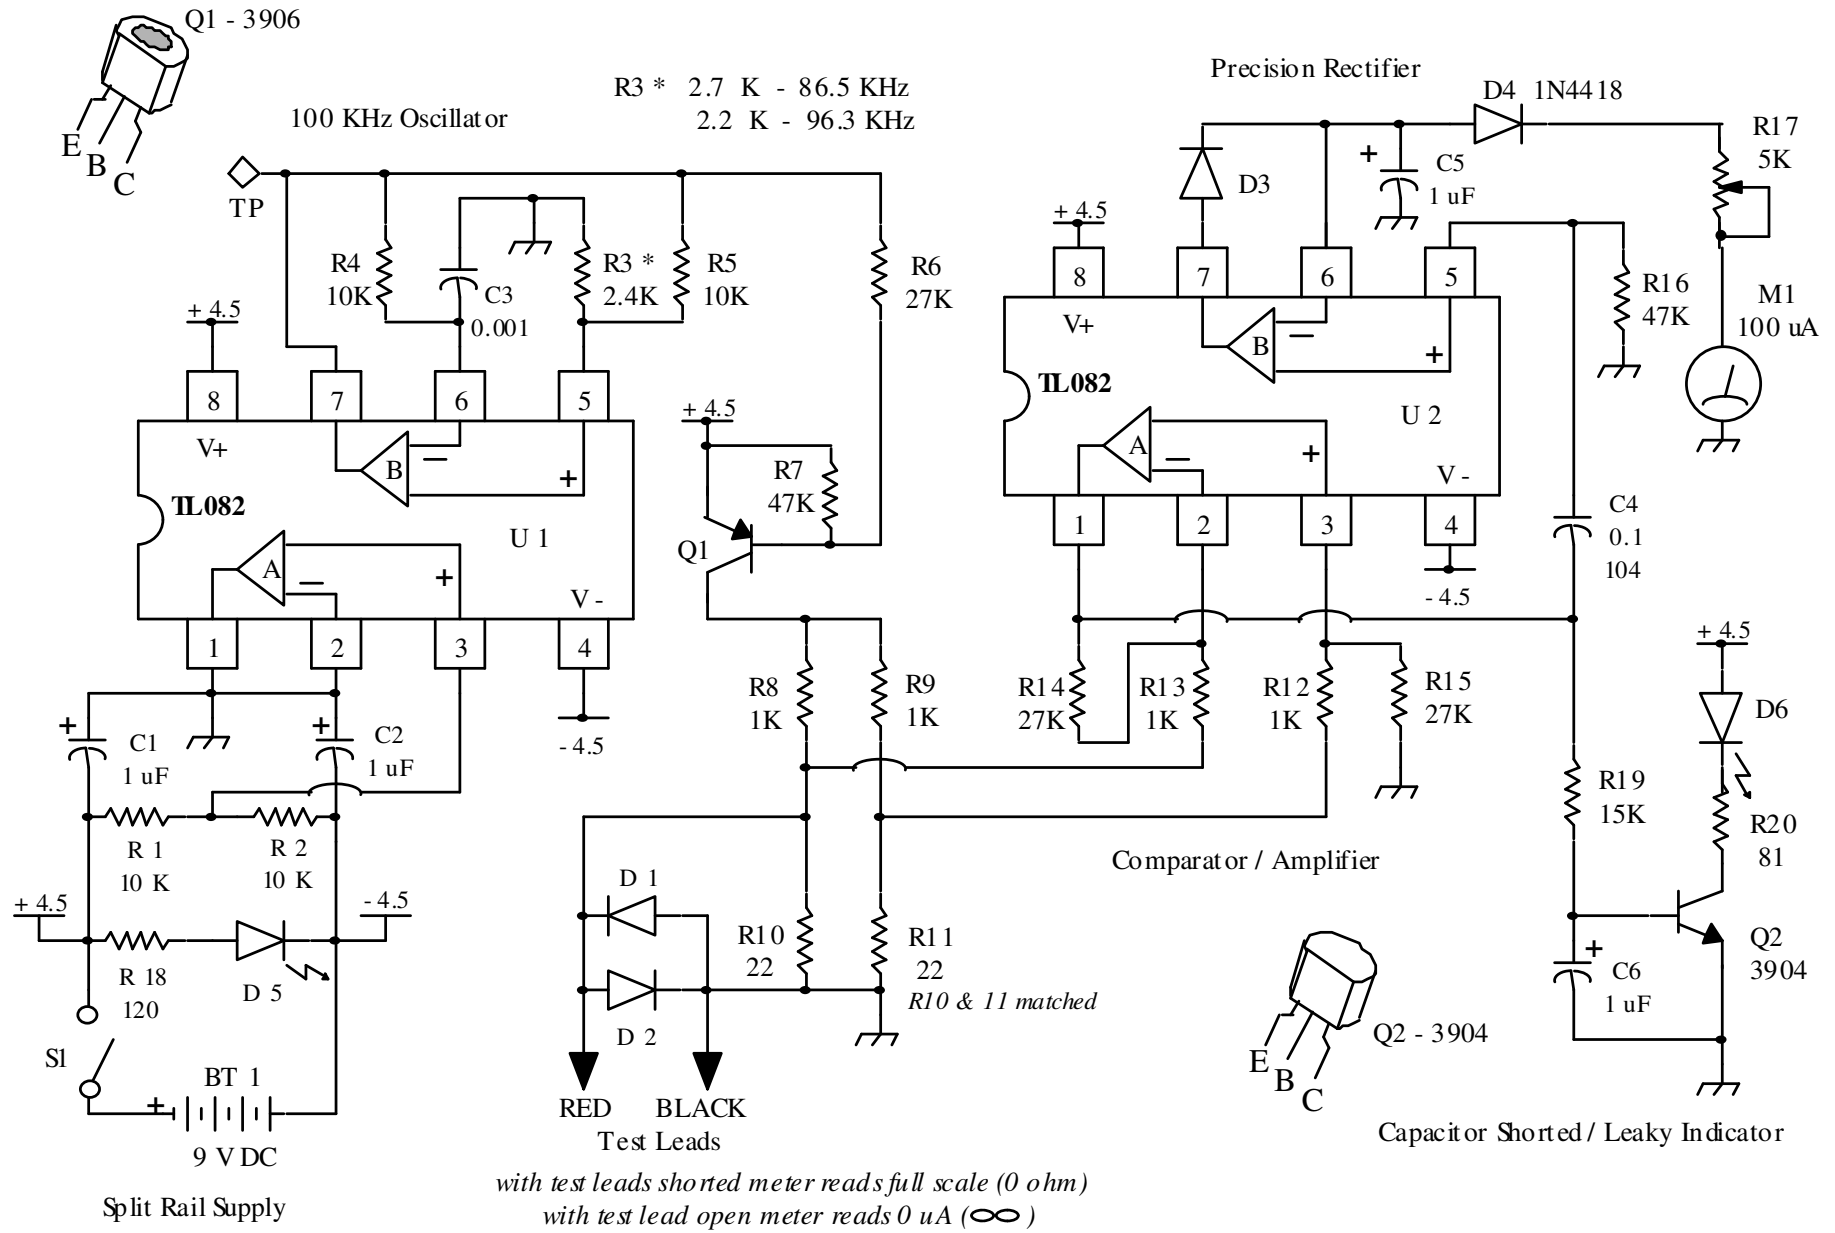 Q1 - 3906
E
B
C
100 KHz Oscillator
R3 * 2.7 K - 86.5 KHz
2.2 K - 96.3 KHz
TP
R4
10K
C3
0.001
R3 *
2.4K
R5
10K
R6
27K
+ 4.5
8
7
6
5
V+
B
−
+
TL082
U 1
A
−
+
V -
1
2
3
4
- 4.5
+
C1
1 uF
+
C2
1 uF
R 1
10 K
R 2
10 K
+ 4.5
- 4.5
R 18
120
D 5
S1
BT 1
+
9 V DC
Split Rail Supply
+ 4.5
R7
47K
Q1
R8
1K
R9
1K
D 1
D 2
R10
22
R11
22
R10 & 11 matched
RED
BLACK
Test Leads
with test leads shorted meter reads full scale (0 ohm)
with test lead open meter reads 0 uA (∞)
Precision Rectifier
D4 1N4418
D3
+
C5
1 uF
R17
5K
+ 4.5
8
7
6
5
V+
B
−
+
TL082
U 2
A
−
+
V -
1
2
3
4
- 4.5
R16
47K
M1
100 uA
C4
0.1
104
R14
27K
R13
1K
R12
1K
R15
27K
Comparator / Amplifier
+ 4.5
D6
R19
15K
R20
81
Q2
3904
+
C6
1 uF
Q2 - 3904
E
B
C
Capacitor Shorted / Leaky Indicator